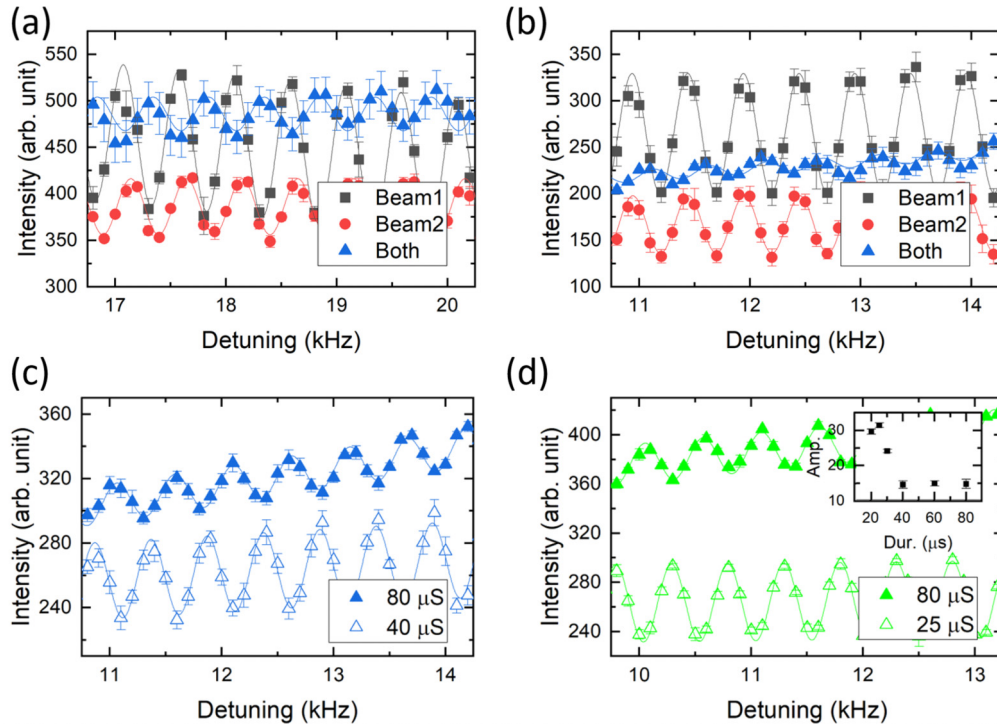 (a)
Intensity (arb. unit)
550
500
450
400
350
300
17 18 19 20
Detuning (kHz)
Beam1
Beam2
Both
(b)
Intensity (arb. unit)
400
350
300
250
200
150
100
11 12 13 14
Detuning (kHz)
Beam1
Beam2
Both
(c)
Intensity (arb. unit)
360
320
280
240
11 12 13 14
Detuning (kHz)
80 μS
40 μS
(d)
Intensity (arb. unit)
400
360
320
280
240
10 11 12 13
Detuning (kHz)
Amp.
30
20
10
20 40 60 80
Dur. (μs)
80 μS
25 μS